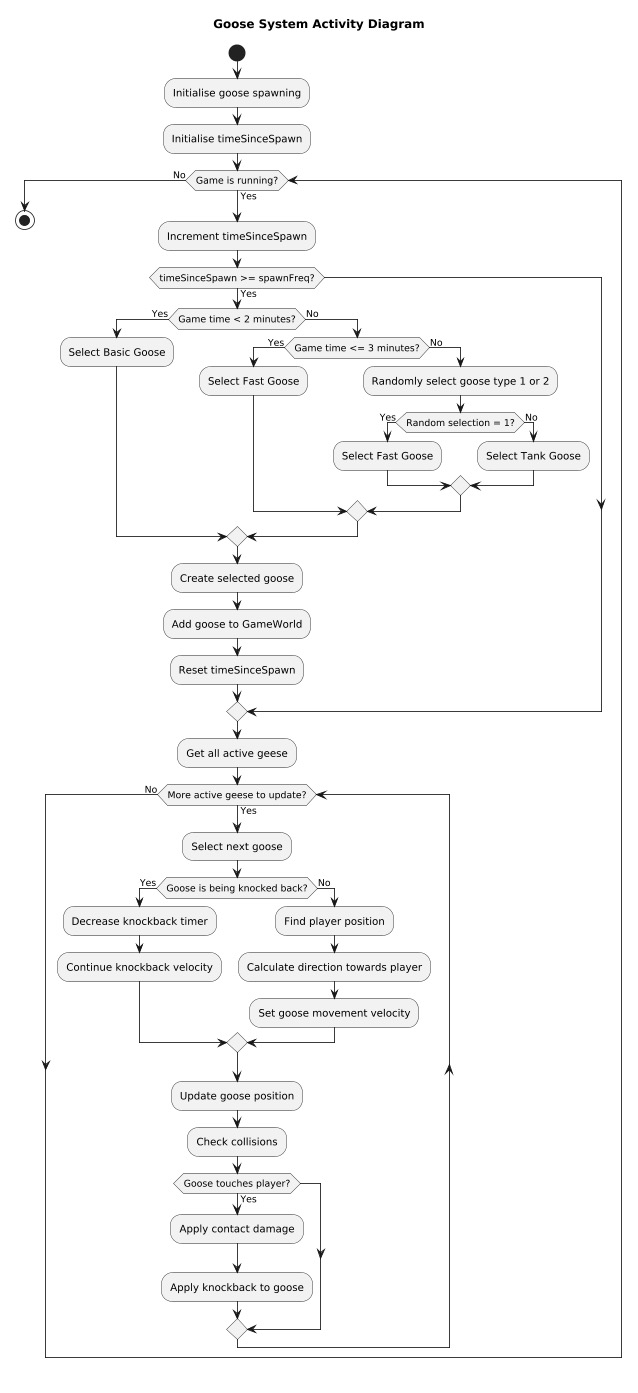 Goose System Activity Diagram
Initialise goose spawning
Initialise timeSinceSpawn
No
Game is running?
Yes
Increment timeSinceSpawn
timeSinceSpawn >= spawnFreq?
Yes
Yes
Game time < 2 minutes?
No
Select Basic Goose
Yes
Game time <= 3 minutes?
No
Select Fast Goose
Randomly select goose type 1 or 2
Yes
Random selection = 1?
No
Select Fast Goose
Select Tank Goose
Create selected goose
Add goose to GameWorld
Reset timeSinceSpawn
Get all active geese
No
More active geese to update?
Yes
Select next goose
Yes
Goose is being knocked back?
No
Decrease knockback timer
Find player position
Continue knockback velocity
Calculate direction towards player
Set goose movement velocity
Update goose position
Check collisions
Goose touches player?
Yes
Apply contact damage
Apply knockback to goose